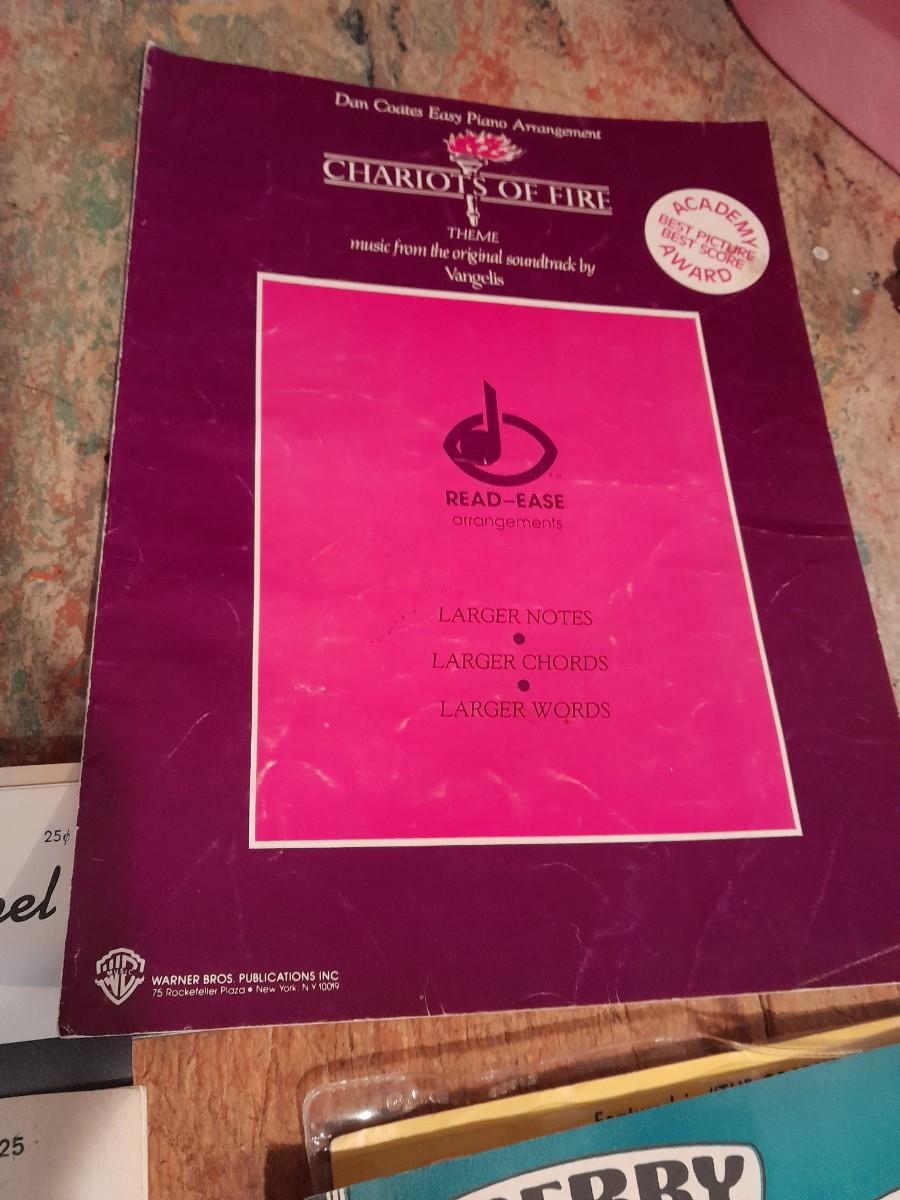 Dan Coates Easy Piano Arrangement
CHARIOTS OF FIRE
THEME
music from the original soundtrack by
Vangelis
ACADEMY
BEST PICTURE
BEST SCORE
AWARD
READ-EASE
arrangements
LARGER NOTES
LARGER CHORDS
LARGER WORDS
25¢
MUSIC
WARNER BROS. PUBLICATIONS INC.
75 Rockefeller Plaza • New York, N.Y. 10019
25